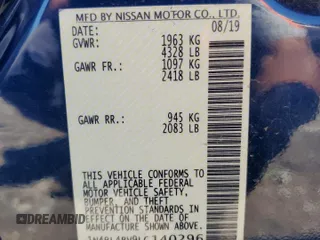 MFD BY NISSAN MOTOR CO., LTD.
DATE: 08/19
GVWR: 1963 KG
4328 LB
GAWR FR.: 1097 KG
2418 LB
GAWR RR.: 945 KG
2083 LB
THIS VEHICLE CONFORMS TO
ALL APPLICABLE FEDERAL
MOTOR VEHICLE SAFETY,
BUMPER, AND THEFT
PREVENTION STANDARDS IN
EFFECT ON THE DATE OF
MANUFACTURE SHOWN ABOVE.
DREAMBID